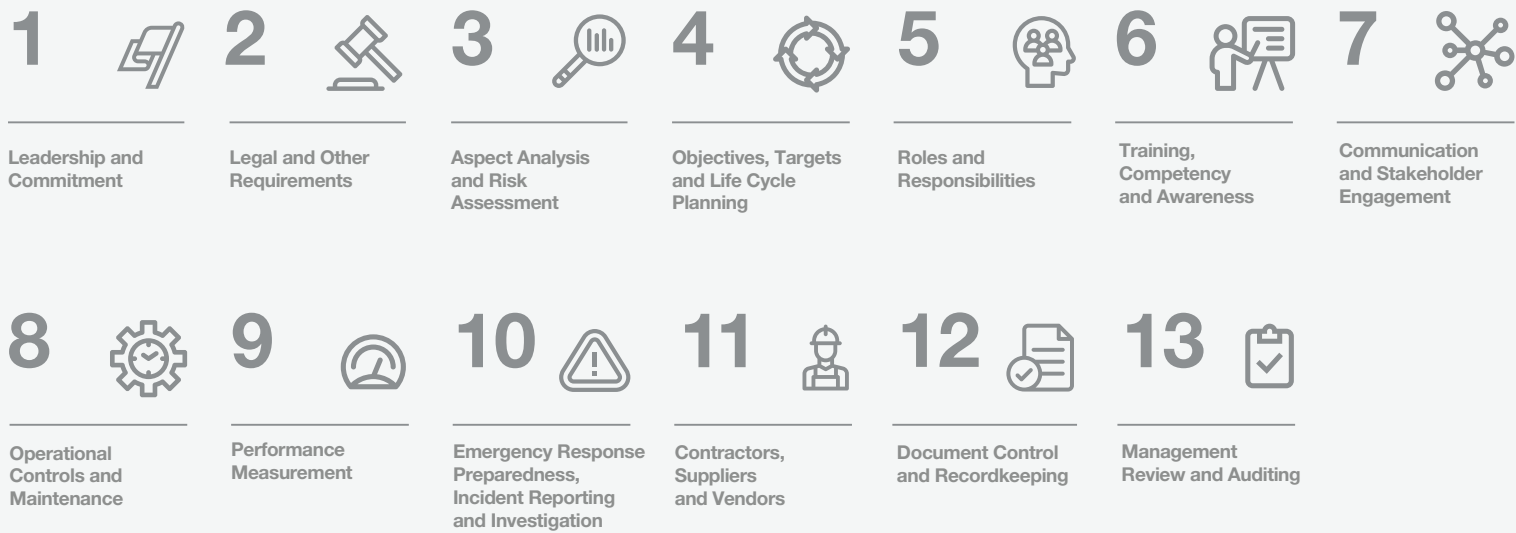 1
Leadership and
Commitment
2
Legal and Other
Requirements
3
Aspect Analysis
and Risk
Assessment
4
Objectives, Targets
and Life Cycle
Planning
5
Roles and
Responsibilities
6
Training,
Competency
and Awareness
7
Communication
and Stakeholder
Engagement
8
Operational
Controls and
Maintenance
9
Performance
Measurement
10
Emergency Response
Preparedness,
Incident Reporting
and Investigation
11
Contractors,
Suppliers
and Vendors
12
Document Control
and Recordkeeping
13
Management
Review and Auditing